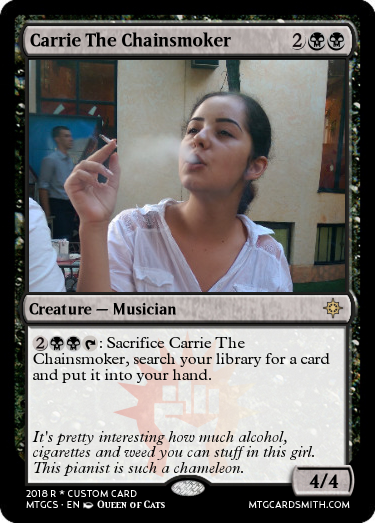 Carrie The Chainsmoker 2
Creature — Musician
2 : Sacrifice Carrie The
Chainsmoker, search your library for a card
and put it into your hand.
It's pretty interesting how much alcohol,
cigarettes and weed you can stuff in this girl.
This pianist is such a chameleon.
4/4
2018 R * CUSTOM CARD
MTGCS • EN QUEEN OF CATS MTGCARDSMITH.COM